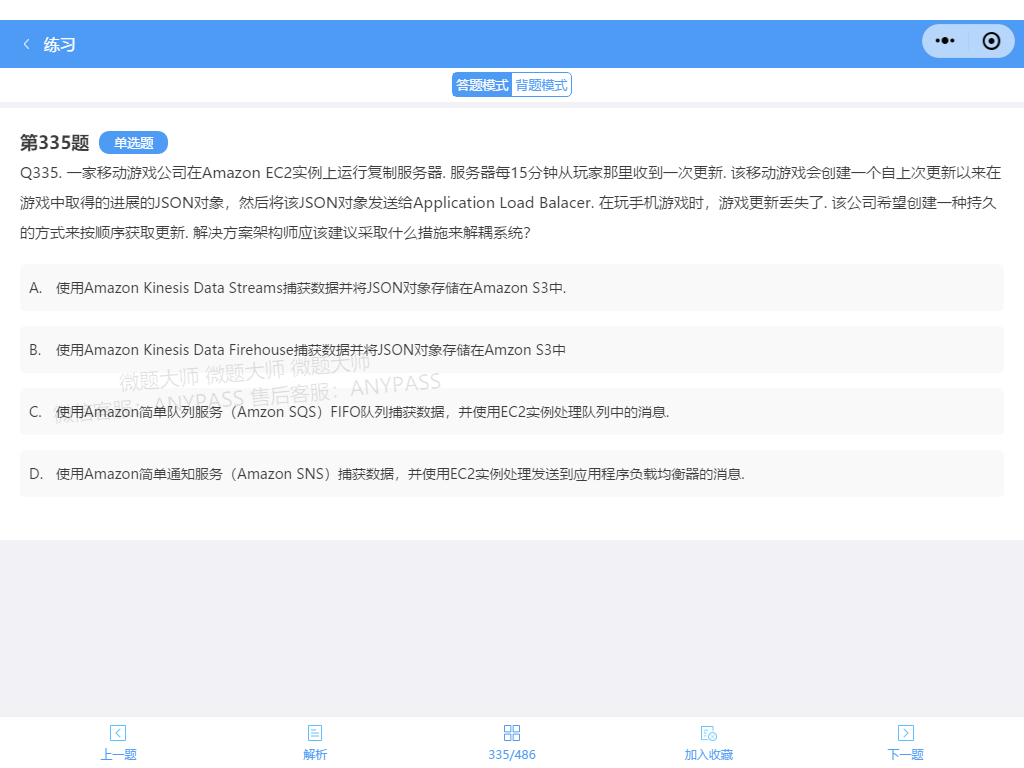 练习
答题模式 背题模式
第335题 单选题
Q335. 一家移动游戏公司在Amazon EC2实例上运行复制服务器. 服务器每15分钟从玩家那里收到一次更新. 该移动游戏会创建一个自上次更新以来在
游戏中取得的进展的JSON对象，然后将该JSON对象发送给Application Load Balacer. 在玩手机游戏时，游戏更新丢失了. 该公司希望创建一种持久
的方式来按顺序获取更新. 解决方案架构师应该建议采取什么措施来解耦系统？
A. 使用Amazon Kinesis Data Streams捕获数据并将JSON对象存储在Amazon S3中.
B. 使用Amazon Kinesis Data Firehouse捕获数据并将JSON对象存储在Amzon S3中
微题大师 微题大师 微题大师
微信客服：ANYPASS 售后客服：ANYPASS
C. 使用Amazon简单队列服务（Amzon SQS）FIFO队列捕获数据，并使用EC2实例处理队列中的消息.
D. 使用Amazon简单通知服务（Amazon SNS）捕获数据，并使用EC2实例处理发送到应用程序负载均衡器的消息.
上一题 解析 335/486 加入收藏 下一题